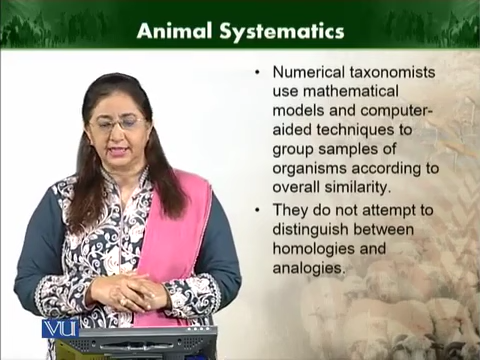 Animal Systematics
• Numerical taxonomists
use mathematical
models and computer-
aided techniques to
group samples of
organisms according to
overall similarity.
• They do not attempt to
distinguish between
homologies and
analogies.
VU